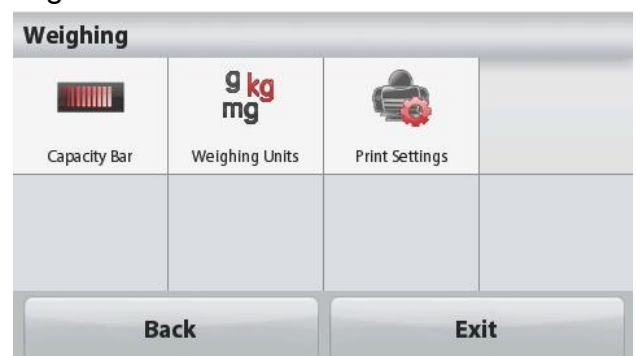 Weighing
g kg
mg
Capacity Bar
Weighing Units
Print Settings
Back
Exit